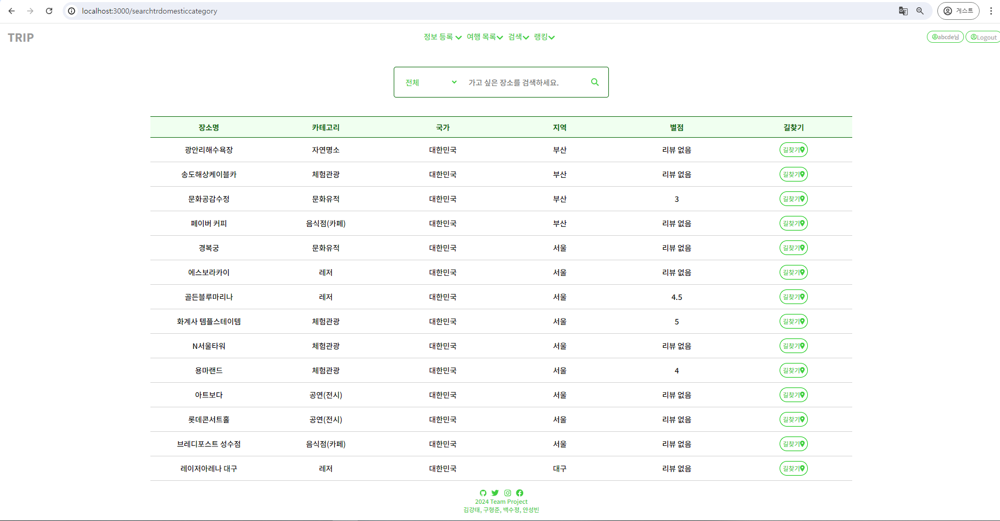 localhost:3000/searchtrdomesticcategory
게스트
TRIP
정보 등록 여행 목록 검색 랭킹
abcde님 Logout
전체 가고 싶은 장소를 검색하세요.
장소명 카테고리 국가 지역 별점 길찾기
광안리해수욕장 자연명소 대한민국 부산 리뷰 없음 길찾기
송도해상케이블카 체험관광 대한민국 부산 리뷰 없음 길찾기
문화공감수정 문화유적 대한민국 부산 3 길찾기
페이버 커피 음식점(카페) 대한민국 부산 리뷰 없음 길찾기
경복궁 문화유적 대한민국 서울 리뷰 없음 길찾기
에스보라카이 레저 대한민국 서울 리뷰 없음 길찾기
골든블루마리나 레저 대한민국 서울 4.5 길찾기
화계사 템플스테이템 체험관광 대한민국 서울 5 길찾기
N서울타워 체험관광 대한민국 서울 리뷰 없음 길찾기
용마랜드 체험관광 대한민국 서울 4 길찾기
아트보다 공연(전시) 대한민국 서울 리뷰 없음 길찾기
롯데콘서트홀 공연(전시) 대한민국 서울 리뷰 없음 길찾기
브레디포스트 성수점 음식점(카페) 대한민국 서울 리뷰 없음 길찾기
레이저아레나 대구 레저 대한민국 대구 리뷰 없음 길찾기
2024 Team Project
김강태, 구형준, 백수정, 안성빈